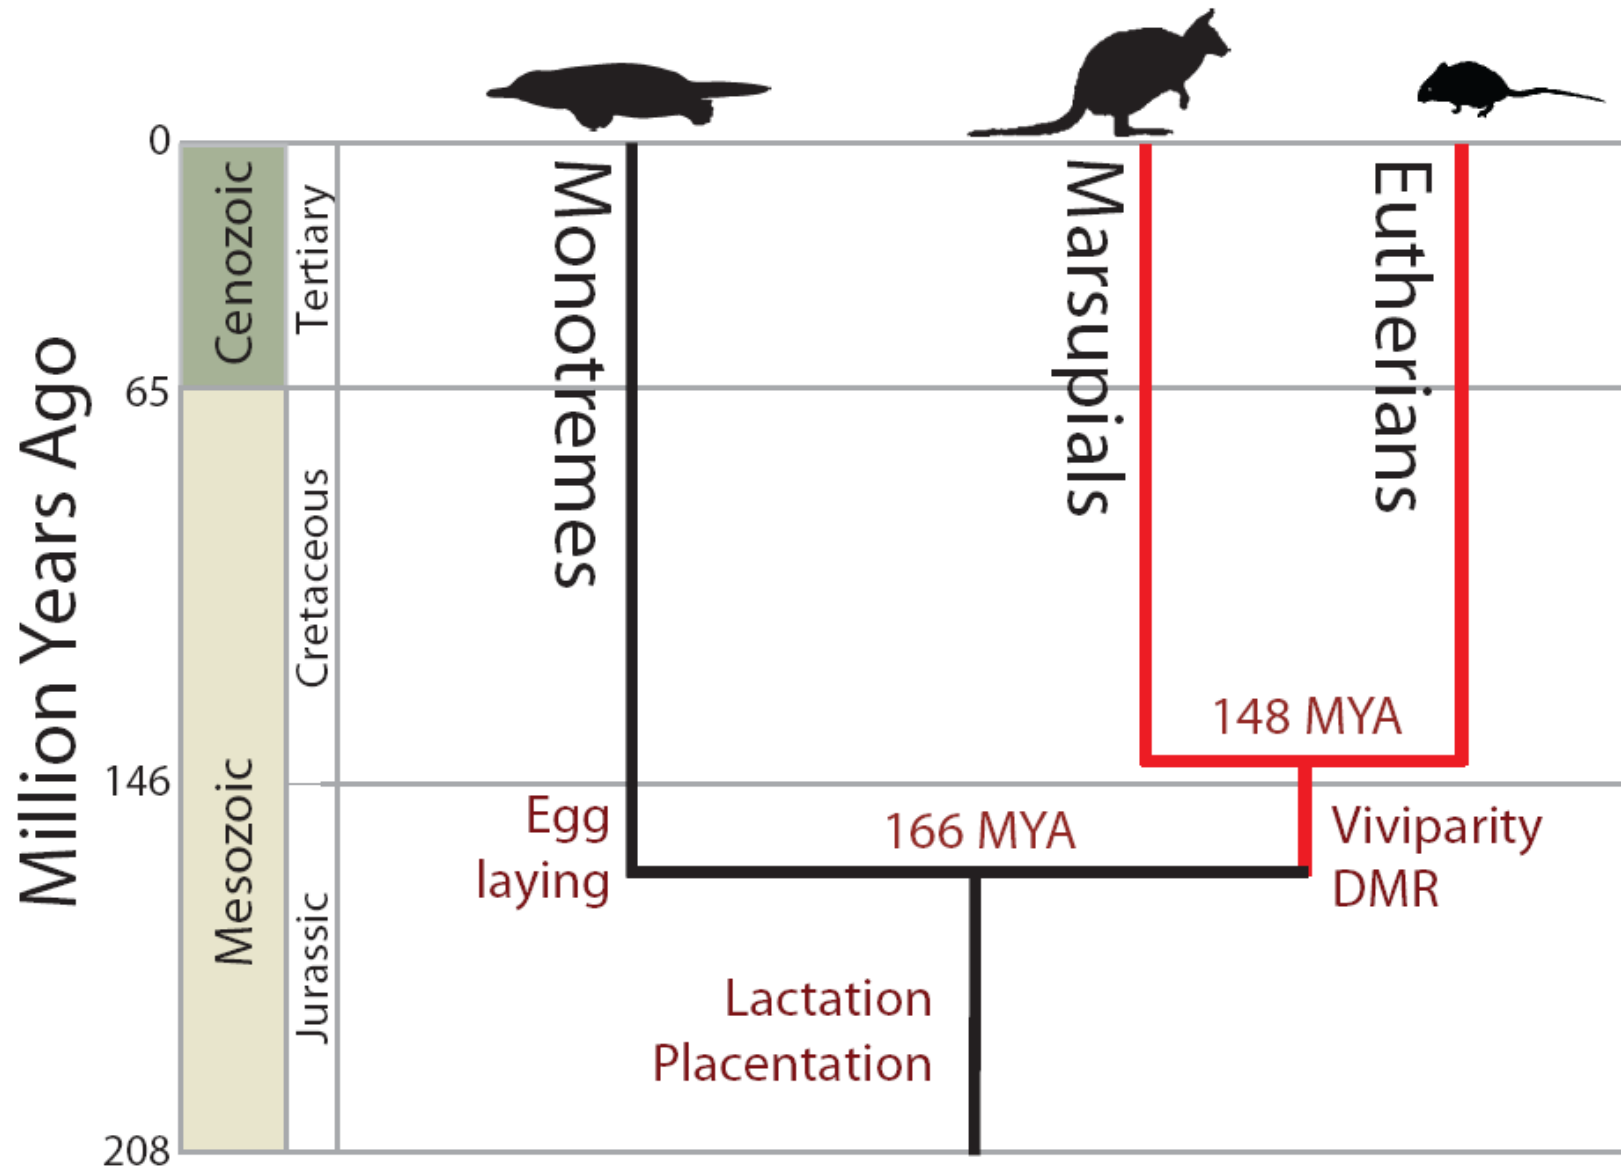 Million Years Ago
0
65
146
208
Cenozoic
Mesozoic
Tertiary
Cretaceous
Jurassic
Monotremes
Marsupials
Eutherians
148 MYA
166 MYA
Egg
laying
Viviparity
DMR
Lactation
Placentation